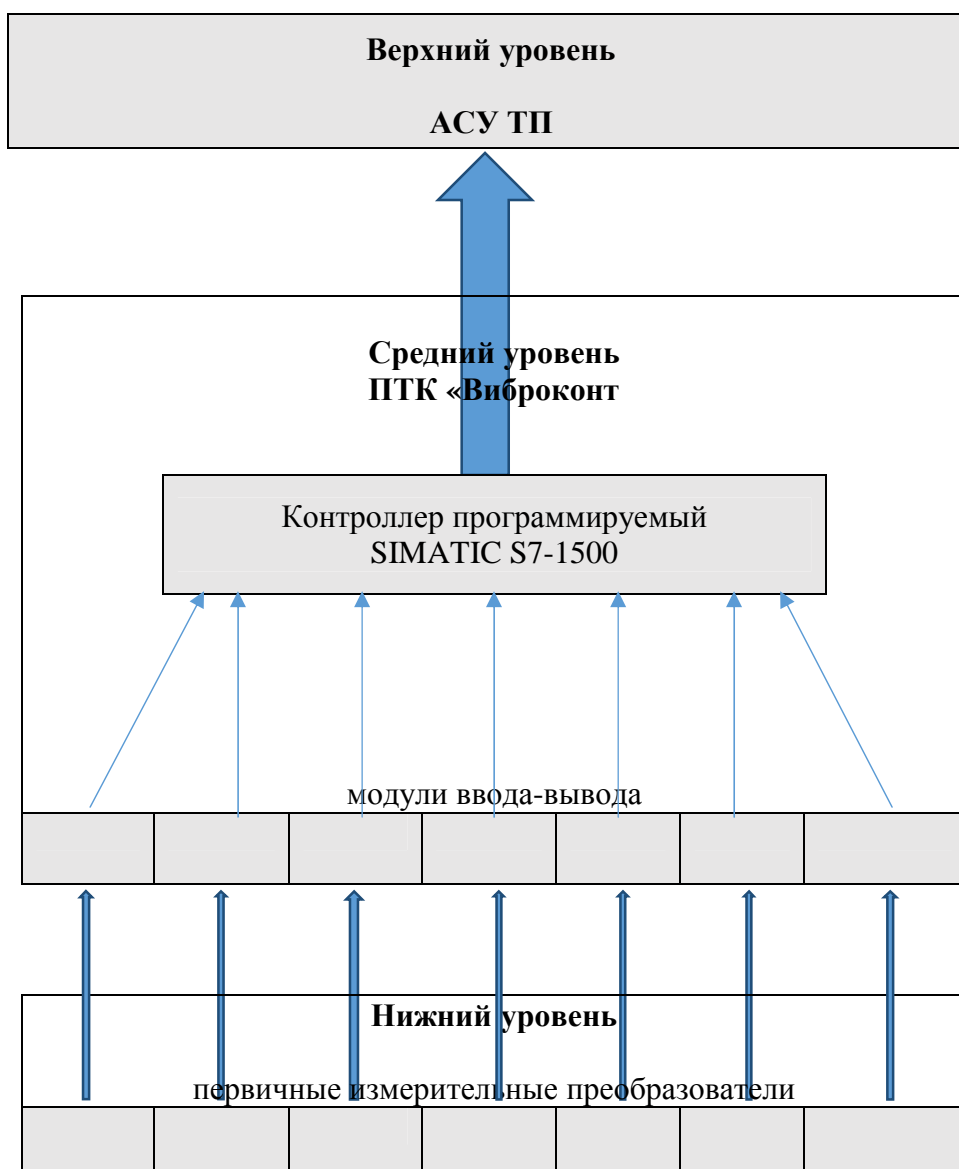 Верхний уровень
АСУ ТП
Средний уровень
ПТК «Виброконт
Контроллер программируемый
SIMATIC S7-1500
модули ввода-вывода
Нижний уровень
первичные измерительные преобразователи